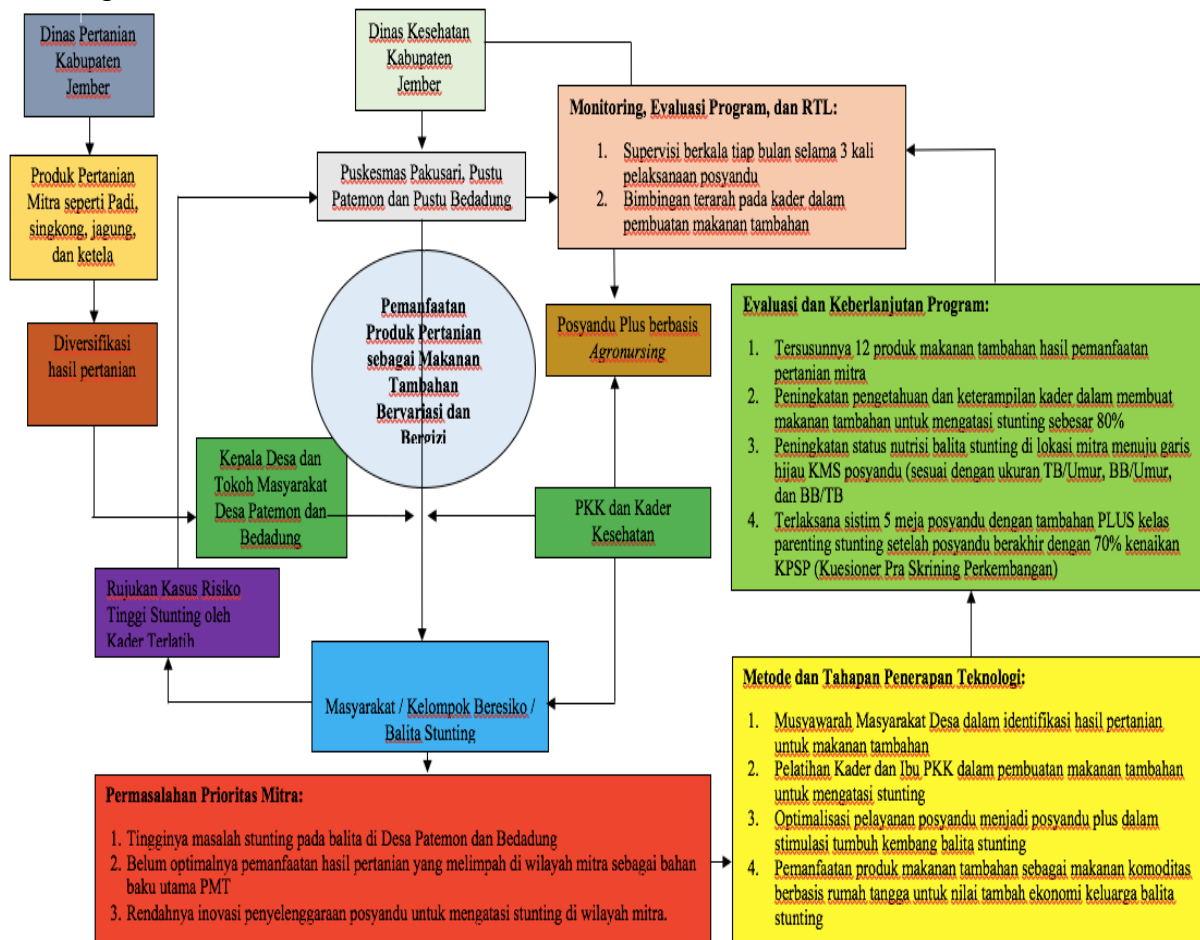 Dinas Pertanian
Kabupaten
Jember
Dinas Kesehatan
Kabupaten
Jember
Monitoring, Evaluasi Program, dan RTL:
1. Supervisi berkala tiap bulan selama 3 kali
pelaksanaan posyandu
2. Bimbingan terarah pada kader dalam
pembuatan makanan tambahan
Produk Pertanian
Mitra seperti Padi,
singkong, jagung,
dan ketela
Puskesmas Pakusari, Pustu
Patemon dan Pustu Bedadung
Diversifikasi
hasil pertanian
Pemanfaatan
Produk Pertanian
sebagai Makanan
Tambahan
Bervariasi dan
Bergizi
Posyandu Plus berbasis
Agronursing
Evaluasi dan Keberlanjutan Program:
1. Tersusunnya 12 produk makanan tambahan hasil pemanfaatan
pertanian mitra
2. Peningkatan pengetahuan dan keterampilan kader dalam membuat
makanan tambahan untuk mengatasi stunting sebesar 80%
3. Peningkatan status nutrisi balita stunting di lokasi mitra menuju garis
hijau KMS posyandu (sesuai dengan ukuran TB/Umur, BB/Umur,
dan BB/TB
4. Terlaksana sistim 5 meja posyandu dengan tambahan PLUS kelas
parenting stunting setelah posyandu berakhir dengan 70% kenaikan
KPSP (Kuesioner Pra Skrining Perkembangan)
Kepala Desa dan
Tokoh Masyarakat
Desa Patemon dan
Bedadung
PKK dan Kader
Kesehatan
Rujukan Kasus Risiko
Tinggi Stunting oleh
Kader Terlatih
Masyarakat / Kelompok Beresiko /
Balita Stunting
Permasalahan Prioritas Mitra:
1. Tingginya masalah stunting pada balita di Desa Patemon dan Bedadung
2. Belum optimalnya pemanfaatan hasil pertanian yang melimpah di wilayah mitra sebagai bahan
baku utama PMT
3. Rendahnya inovasi penyelenggaraan posyandu untuk mengatasi stunting di wilayah mitra.
Metode dan Tahapan Penerapan Teknologi:
1. Musyawarah Masyarakat Desa dalam identifikasi hasil pertanian
untuk makanan tambahan
2. Pelatihan Kader dan Ibu PKK dalam pembuatan makanan tambahan
untuk mengatasi stunting
3. Optimalisasi pelayanan posyandu menjadi posyandu plus dalam
stimulasi tumbuh kembang balita stunting
4. Pemanfaatan produk makanan tambahan sebagai makanan komoditas
berbasis rumah tangga untuk nilai tambah ekonomi keluarga balita
stunting